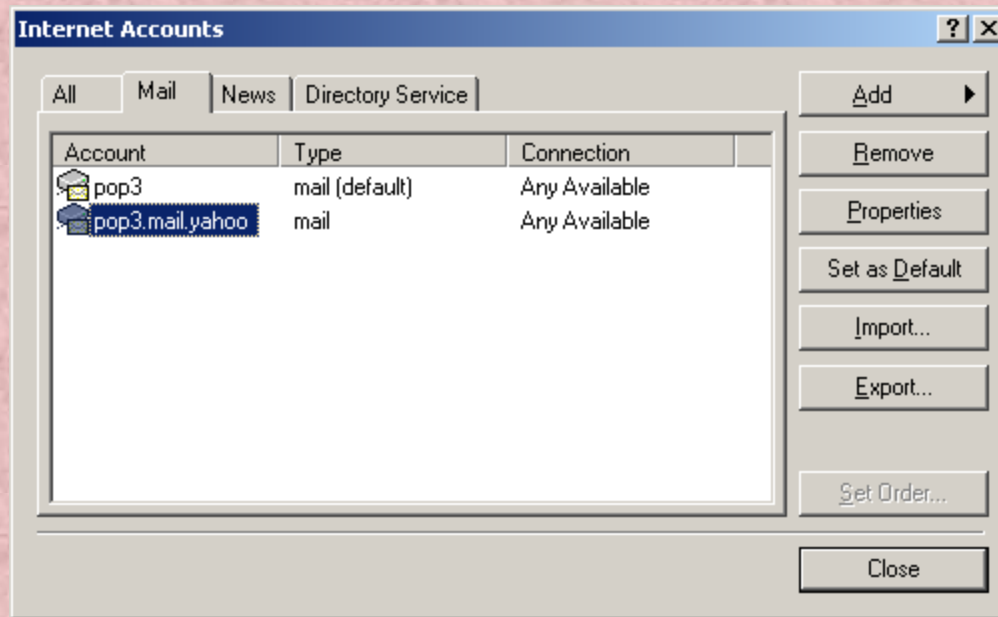 Internet Accounts
All Mail News Directory Service
Account Type Connection
pop3 mail (default) Any Available
pop3.mail.yahoo mail Any Available
Add
Remove
Properties
Set as Default
Import...
Export...
Set Order...
Close